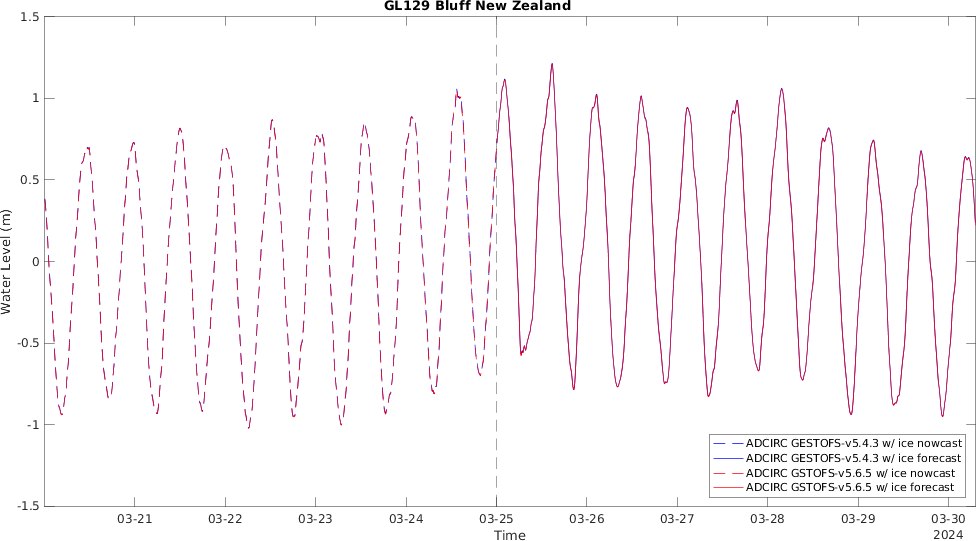 GL129 Bluff New Zealand
1.5
1
0.5
0
-0.5
-1
-1.5
Water Level (m)
ADCIRC GESTOFS-v5.4.3 w/ ice nowcast
ADCIRC GESTOFS-v5.4.3 w/ ice forecast
ADCIRC GSTOFS-v5.6.5 w/ ice nowcast
ADCIRC GSTOFS-v5.6.5 w/ ice forecast
03-21 03-22 03-23 03-24 03-25 03-26 03-27 03-28 03-29 03-30
Time
2024